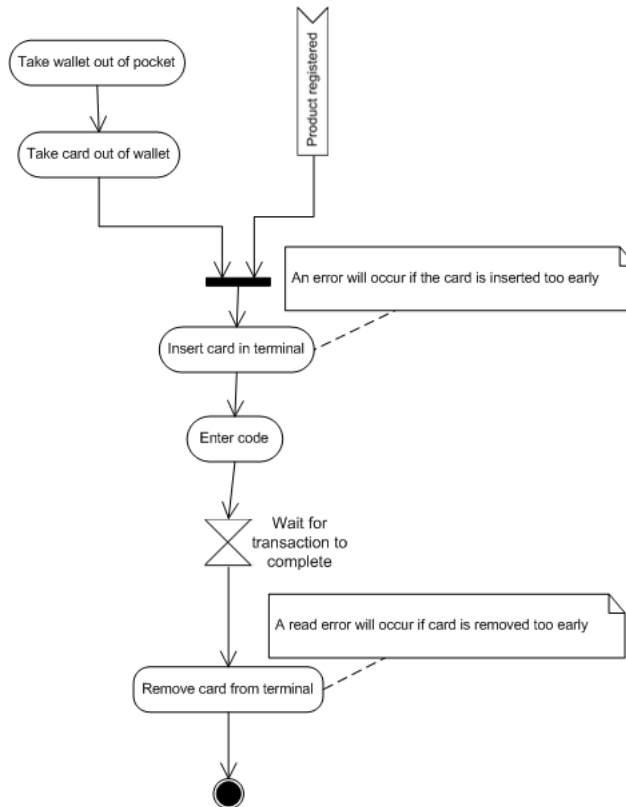 Take wallet out of pocket
Product registered
Take card out of wallet
An error will occur if the card is inserted too early
Insert card in terminal
Enter code
Wait for
transaction to
complete
A read error will occur if card is removed too early
Remove card from terminal